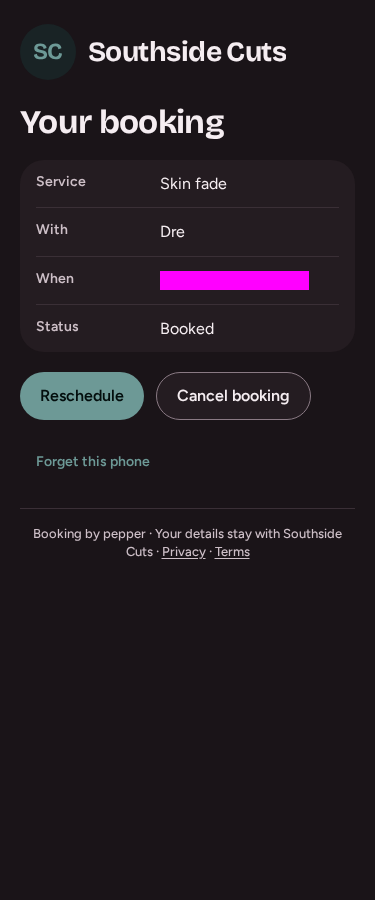 SC
Southside Cuts
Your booking
Service
Skin fade
With
Dre
When
Status
Booked
Reschedule
Cancel booking
Forget this phone
Booking by pepper · Your details stay with Southside
Cuts · Privacy · Terms